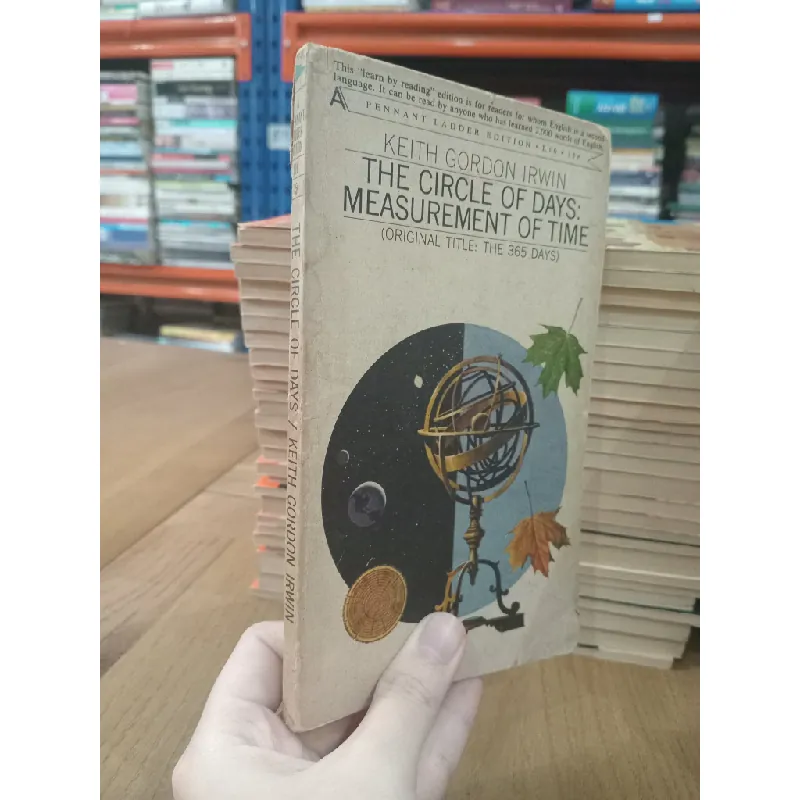 This "learn by reading" edition is for readers for whom English is a second
language. It can be read by anyone who has learned 2,000 words of English.
A PENNANT LADDER EDITION
KEITH GORDON IRWIN
THE CIRCLE OF DAYS:
MEASUREMENT OF TIME
(ORIGINAL TITLE: THE 365 DAYS)
THE CIRCLE OF DAYS / KEITH GORDON IRWIN